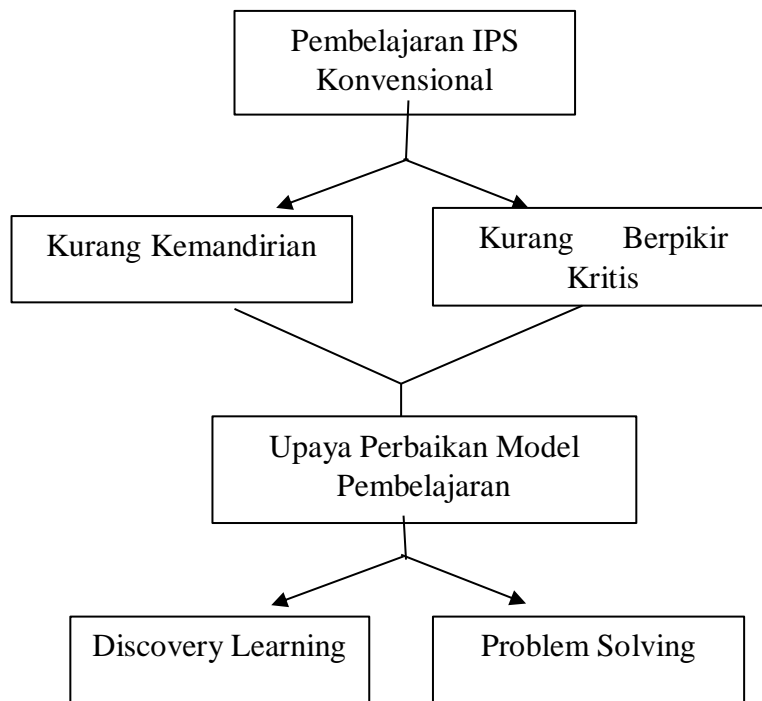 Pembelajaran IPS
Konvensional
Kurang Kemandirian
Kurang Berpikir
Kritis
Upaya Perbaikan Model
Pembelajaran
Discovery Learning
Problem Solving